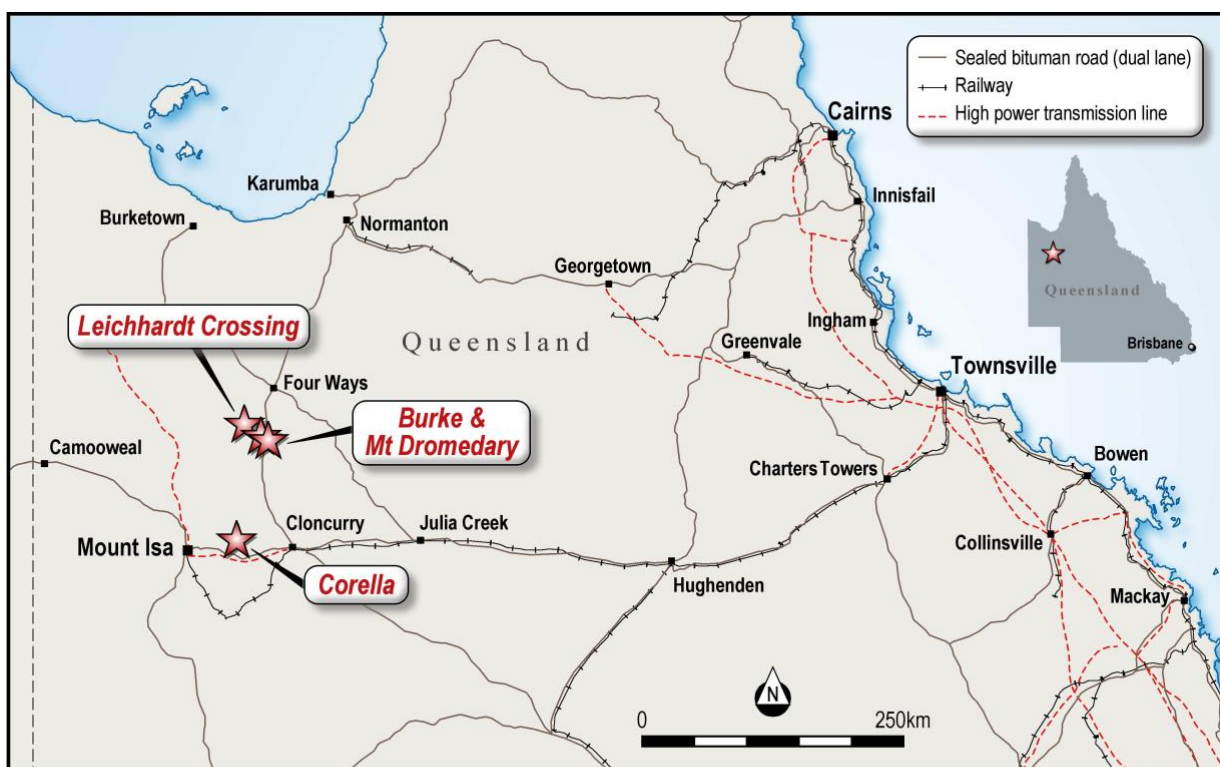 Sealed bituman road (dual lane)
Railway
High power transmission line
Cairns
Karumba
Innisfail
Burketown
Normanton
Georgetown
Queensland
Brisbane
Leichhardt Crossing
Queensland
Ingham
Greenvale
Four Ways
Townsville
Burke &
Mt Dromedary
Camooweal
Charters Towers
Bowen
Mount Isa
Cloncurry
Julia Creek
Collinsville
Corella
Hughenden
Mackay
N
0
250km